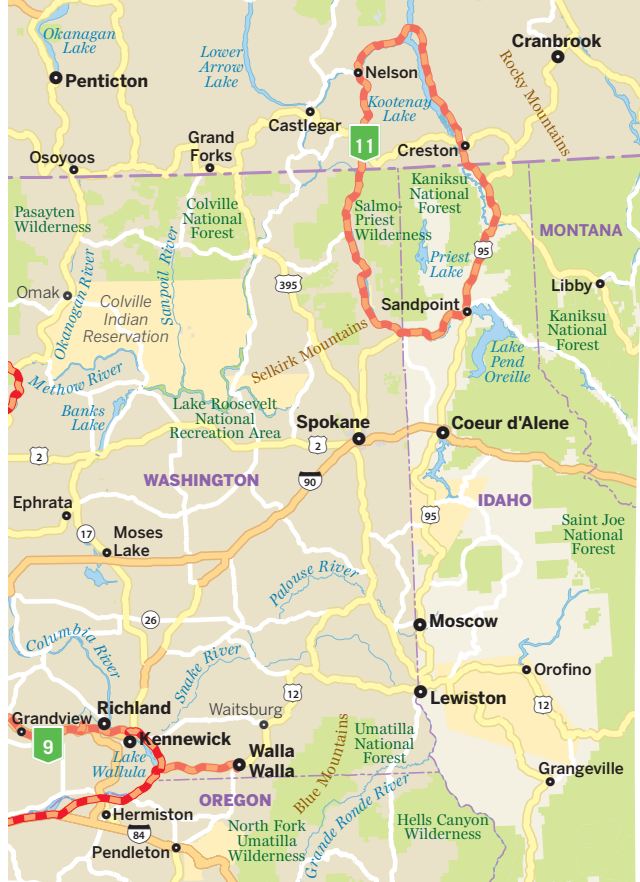 Okanagan
Lake
Lower
Arrow
Lake
Cranbrook
Penticton
Nelson
Rocky Mountains
Kootenay
Lake
Castlegar
Grand
Forks
11
Creston
Osoyoos
Kaniksu
National
Forest
Salmo-
Priest
Wilderness
Colville
National
Forest
Pasayten
Wilderness
MONTANA
95
Priest
Lake
Okanogan River
Sanpoil River
395
Libby
Omak
Colville
Indian
Reservation
Sandpoint
Kaniksu
National
Forest
Selkirk Mountains
Lake
Pend
Oreille
Methow River
Banks
Lake
Lake Roosevelt
National
Recreation Area
Spokane
Coeur d'Alene
2
2
WASHINGTON
90
IDAHO
Ephrata
95
17
Moses
Lake
Saint Joe
National
Forest
Palouse River
26
Moscow
Columbia River
Snake River
Orofino
12
Lewiston
12
Waitsburg
Richland
Grandview
9
Kennewick
Lake
Wallula
Walla
Walla
Blue Mountains
Umatilla
National
Forest
Grangeville
OREGON
Grande Ronde River
Hermiston
84
Pendleton
North Fork
Umatilla
Wilderness
Hells Canyon
Wilderness